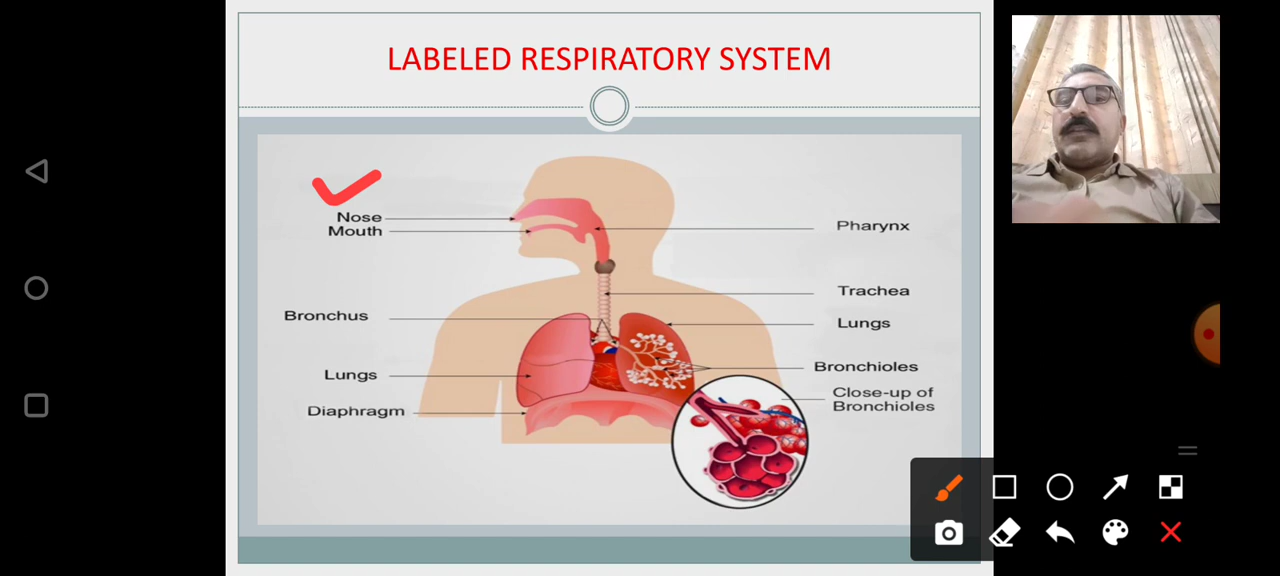 LABELED RESPIRATORY SYSTEM
Nose
Mouth
Pharynx
Trachea
Bronchus
Lungs
Lungs
Bronchioles
Close-up of
Bronchioles
Diaphragm